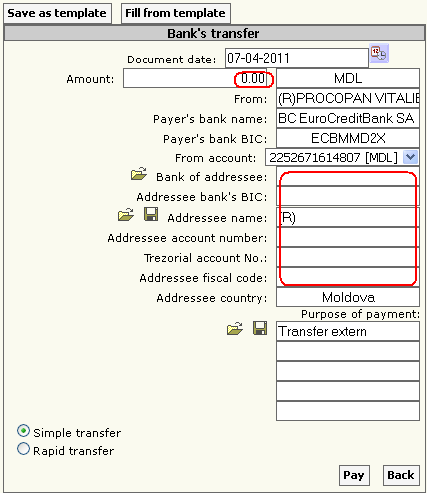 Save as template Fill from template
Bank's transfer
Document date: 07-04-2011
Amount: 0.00 MDL
From: (R)PROCOPAN VITALIE
Payer's bank name: BC EuroCreditBank SA
Payer's bank BIC: ECBMMD2X
From account: 2252671614807 [MDL]
Bank of addressee:
Addressee bank's BIC:
Addressee name: (R)
Addressee account number:
Trezorial account No.:
Addressee fiscal code:
Addressee country: Moldova
Purpose of payment:
Transfer extern
Simple transfer
Rapid transfer
Pay Back